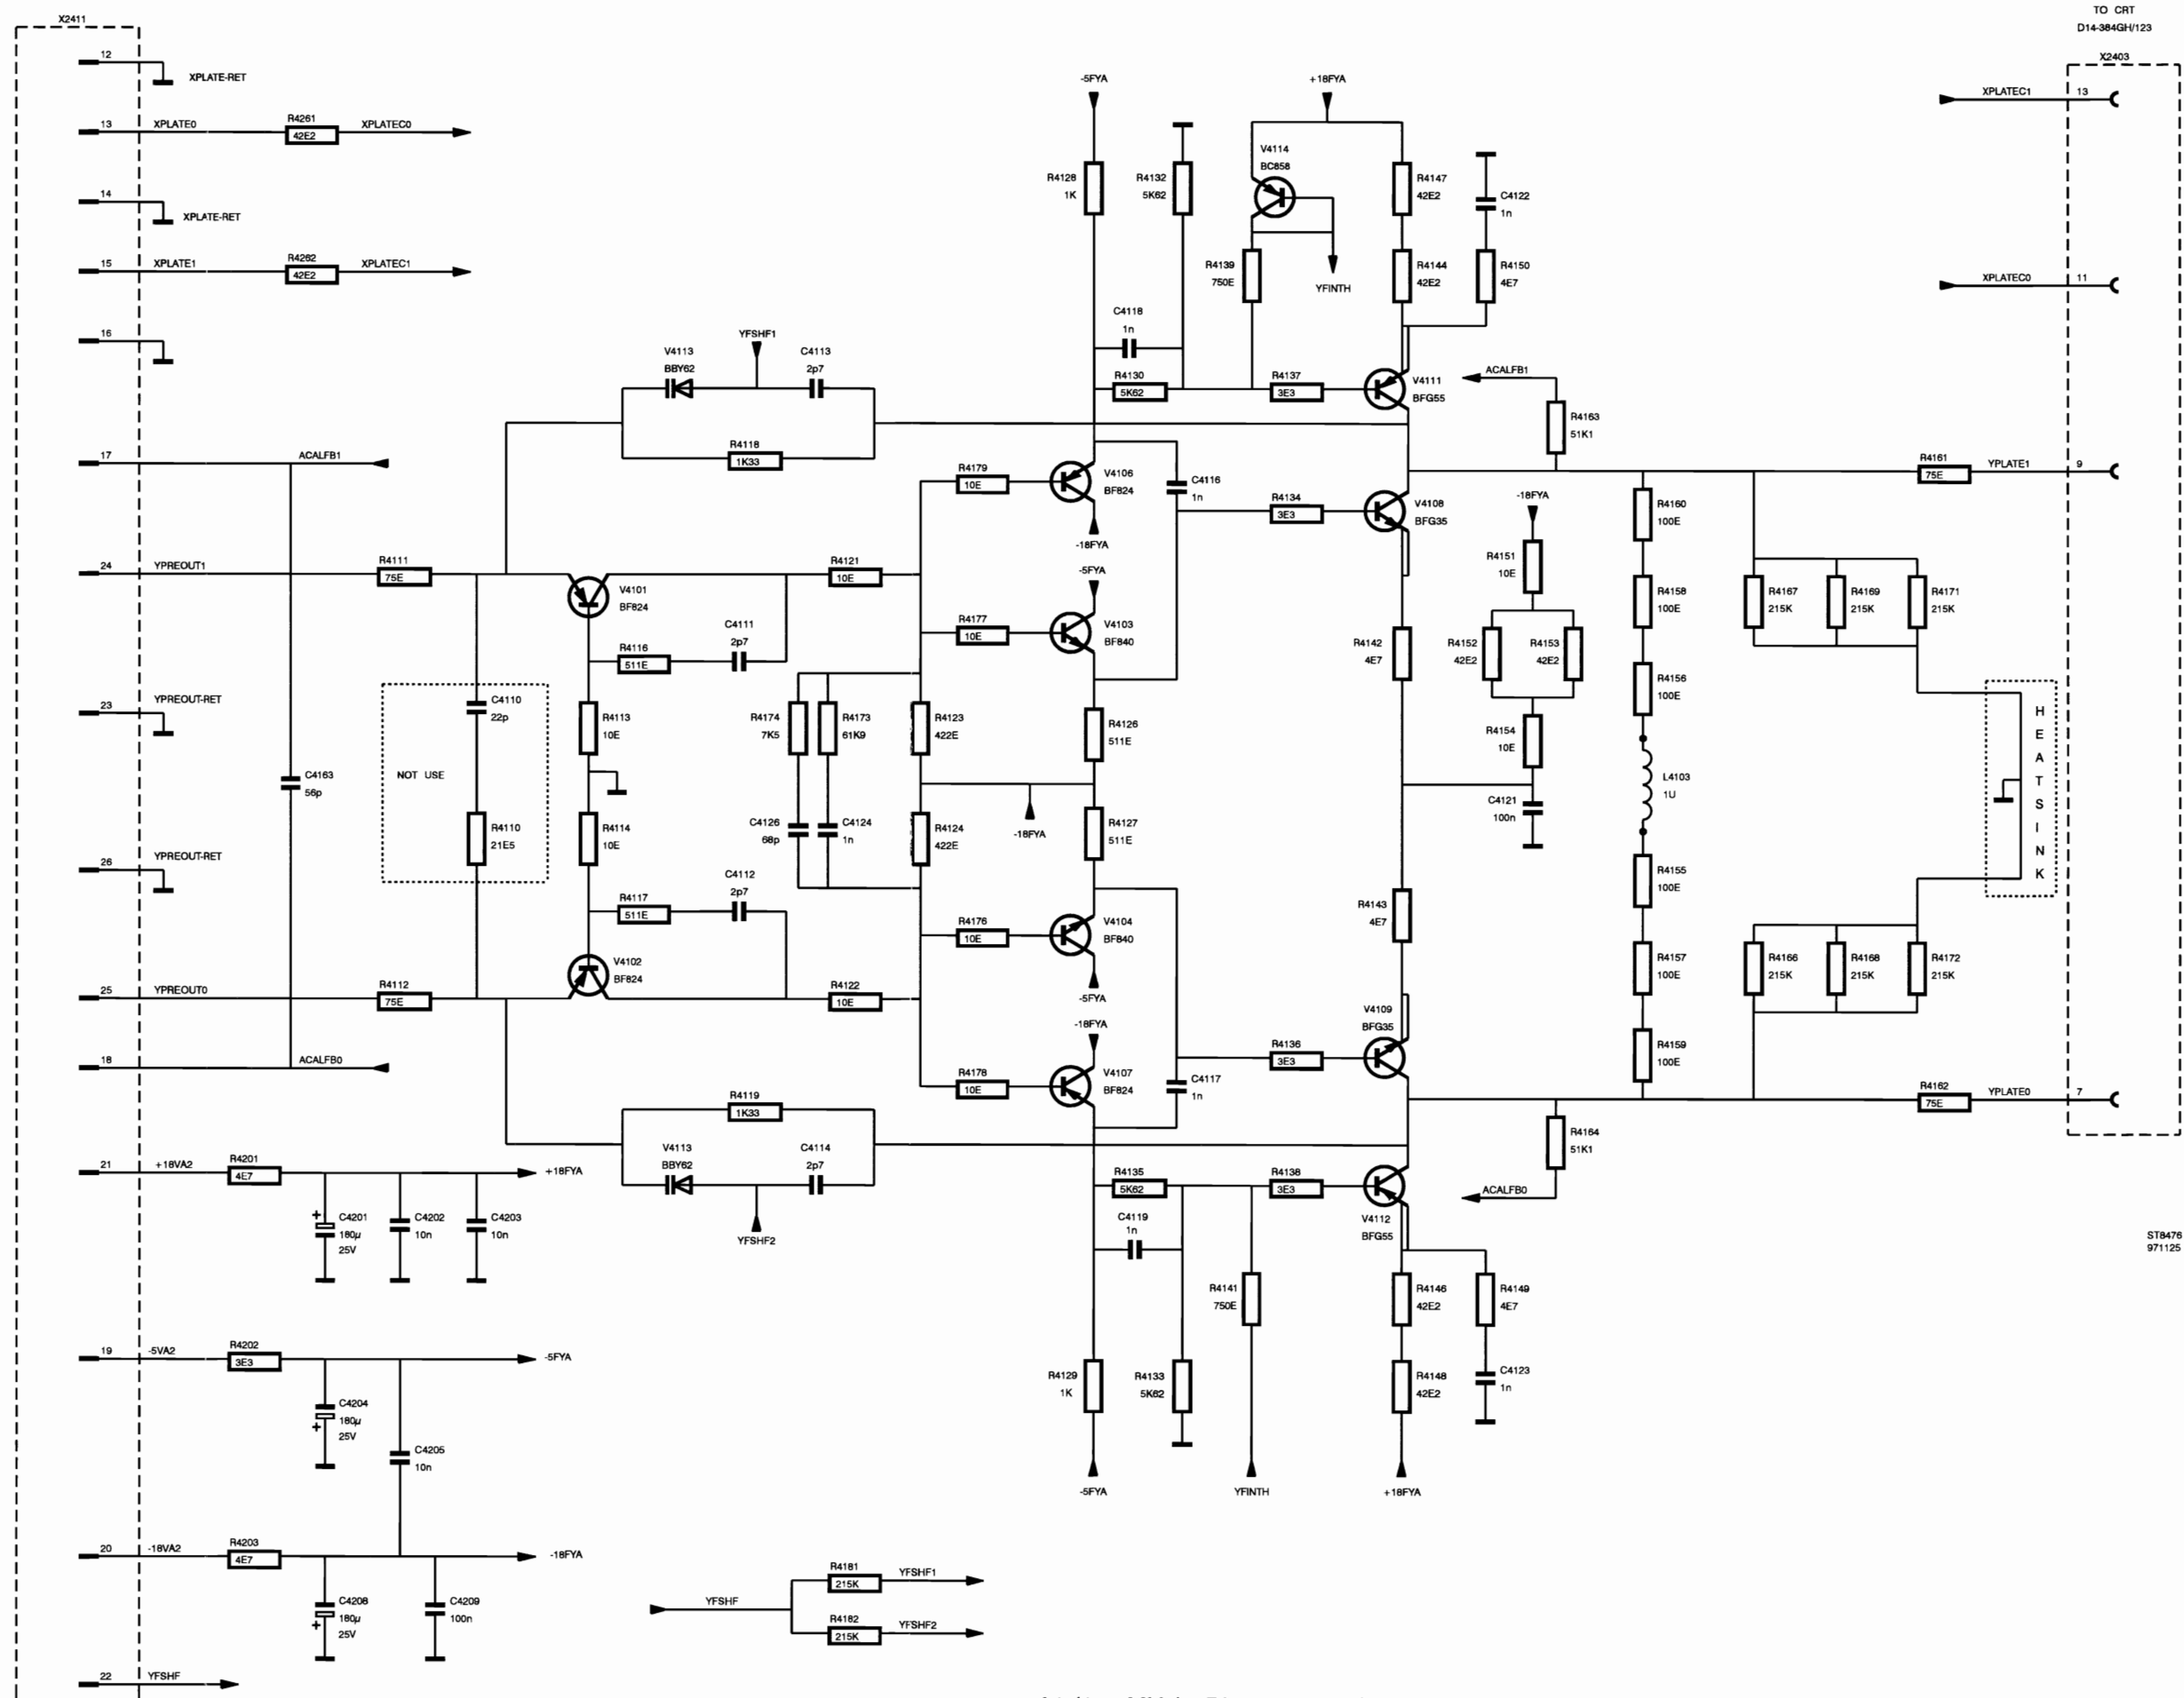 X2411
TO CRT
D14-384GH/123
X2403
12
XPLATE-RET
13
XPLATE0
R4261
42E2
XPLATEC0
14
XPLATE-RET
15
XPLATE1
R4262
42E2
XPLATEC1
16
17
ACALFB1
24
YPREOUT1
23
YPREOUT-RET
26
YPREOUT-RET
25
YPREOUT0
18
ACALFB0
21
+18VA2
R4201
4E7
+18FYA
C4201
180µ
25V
C4202
10n
C4203
10n
19
-5VA2
R4202
3E3
-5FYA
C4204
180µ
25V
C4205
10n
20
-18VA2
R4203
4E7
-18FYA
C4208
180µ
25V
C4209
100n
22
YFSHF
C4163
56p
R4111
75E
R4112
75E
C4110
22p
NOT USE
R4110
21E5
V4101
BF824
R4116
511E
C4111
2p7
R4113
10E
R4114
10E
R4117
511E
C4112
2p7
V4102
BF824
V4113
BBY62
YFSHF1
C4113
2p7
R4118
1K33
R4121
10E
R4122
10E
R4174
7K5
R4173
61K9
C4126
68p
C4124
1n
R4123
422E
R4124
422E
-18FYA
R4119
1K33
V4113
BBY62
C4114
2p7
YFSHF2
YFSHF
R4181
215K
YFSHF1
R4182
215K
YFSHF2
-5FYA
R4128
1K
R4132
5K62
C4118
1n
R4130
5K62
R4179
10E
V4106
BF824
-18FYA
C4116
1n
-5FYA
R4177
10E
V4103
BF840
R4126
511E
R4127
511E
R4176
10E
V4104
BF840
-5FYA
-18FYA
R4178
10E
V4107
BF824
C4117
1n
R4135
5K62
C4119
1n
R4129
1K
R4133
5K62
-5FYA
+18FYA
V4114
BC858
R4139
750E
YFINTH
R4147
42E2
R4144
42E2
C4122
1n
R4150
4E7
R4137
3E3
V4111
BFG55
R4134
3E3
V4108
BFG35
ACALFB1
R4163
51K1
-18FYA
R4151
10E
R4152
42E2
R4153
42E2
R4154
10E
C4121
100n
R4142
4E7
R4143
4E7
V4109
BFG35
R4136
3E3
R4138
3E3
V4112
BFG55
ACALFB0
R4164
51K1
R4141
750E
YFINTH
R4146
42E2
R4149
4E7
R4148
42E2
C4123
1n
+18FYA
R4160
100E
R4158
100E
R4156
100E
L4103
1U
R4155
100E
R4157
100E
R4159
100E
R4167
215K
R4169
215K
R4171
215K
R4166
215K
R4168
215K
R4172
215K
HEATSINK
XPLATEC1
13
XPLATEC0
11
R4161
75E
YPLATE1
9
R4162
75E
YPLATE0
7
ST8476
971125